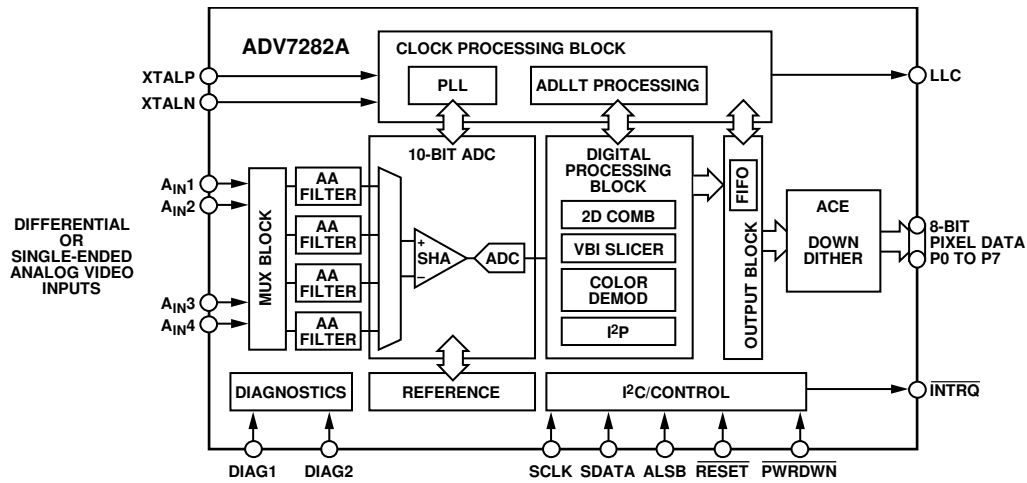 ADV7282A
CLOCK PROCESSING BLOCK
PLL
ADLLT PROCESSING
XTALP
XTALN
LLC
10-BIT ADC
DIGITAL
PROCESSING
BLOCK
2D COMB
VBI SLICER
COLOR
DEMOD
I²P
FIFO
OUTPUT BLOCK
ACE
DOWN
DITHER
8-BIT
PIXEL DATA
P0 TO P7
DIFFERENTIAL
OR
SINGLE-ENDED
ANALOG VIDEO
INPUTS
AIN1
AIN2
AIN3
AIN4
MUX BLOCK
AA
FILTER
AA
FILTER
AA
FILTER
AA
FILTER
+
SHA
–
ADC
DIAGNOSTICS
REFERENCE
I²C/CONTROL
INTRQ
DIAG1
DIAG2
SCLK
SDATA
ALSB
RESET
PWRDWN